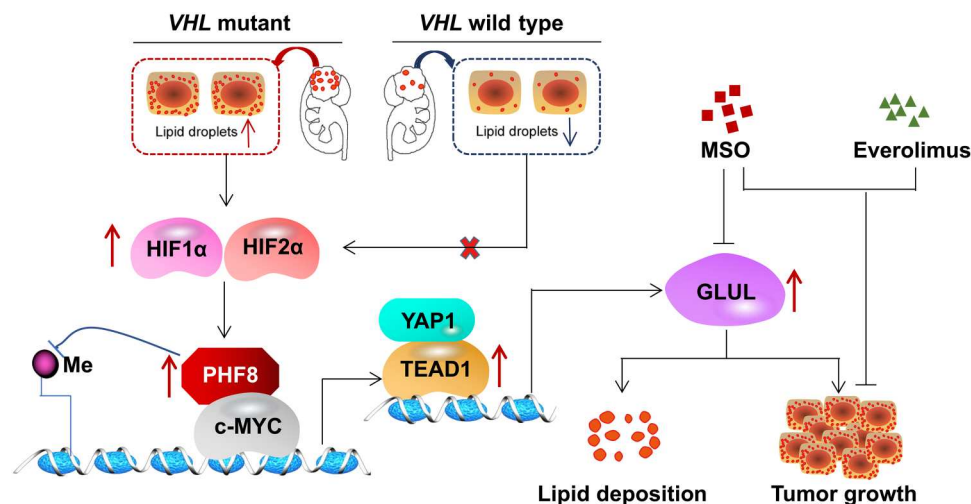 VHL mutant
VHL wild type
Lipid droplets
Lipid droplets
MSO
Everolimus
HIF1α
HIF2α
GLUL
YAP1
TEAD1
Me
PHF8
c-MYC
Lipid deposition
Tumor growth